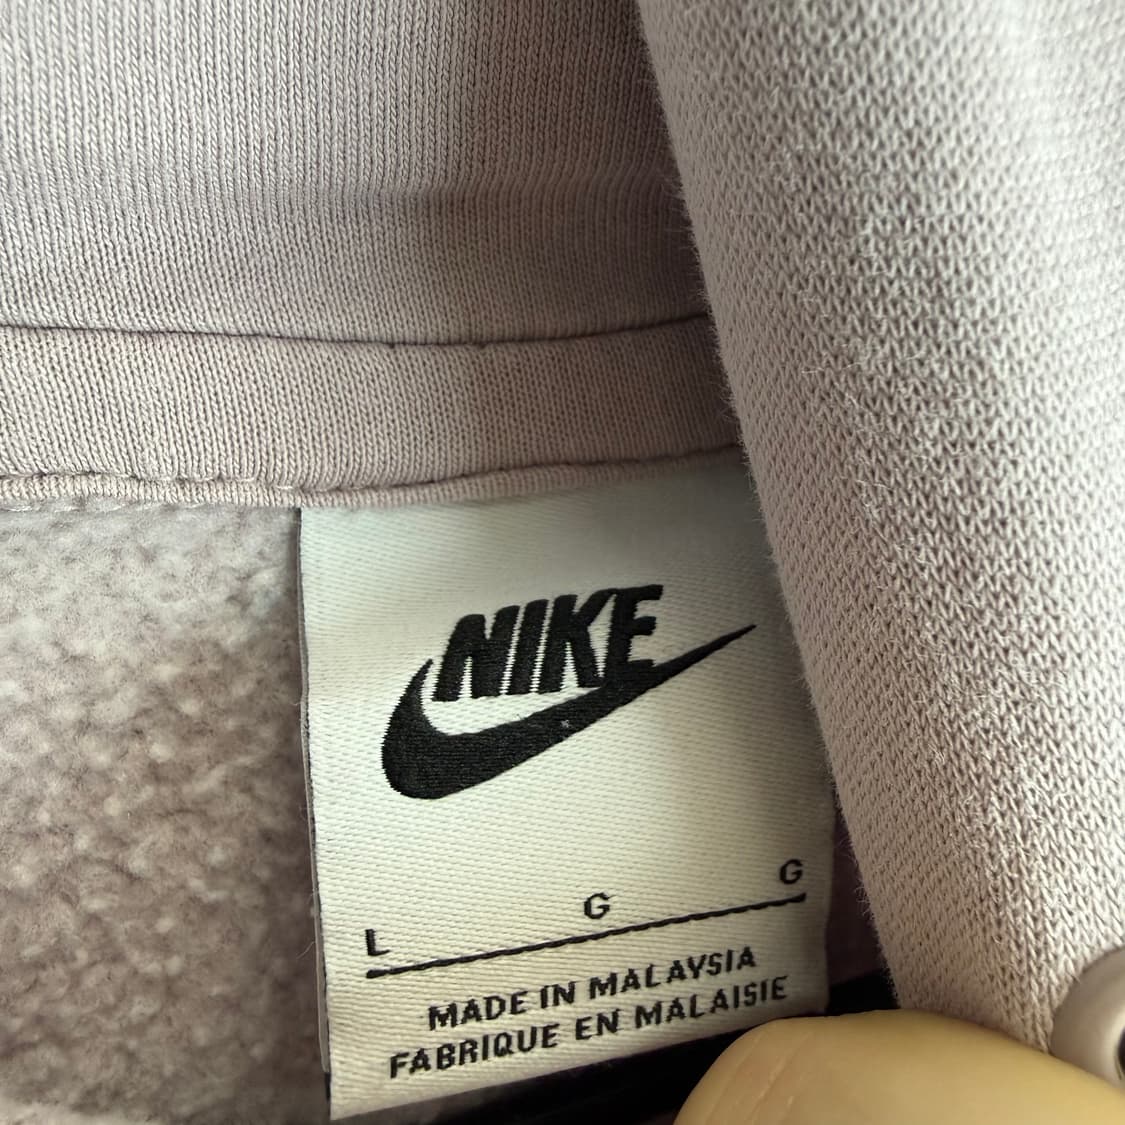 NIKE
L G G
MADE IN MALAYSIA
FABRIQUE EN MALAISIE